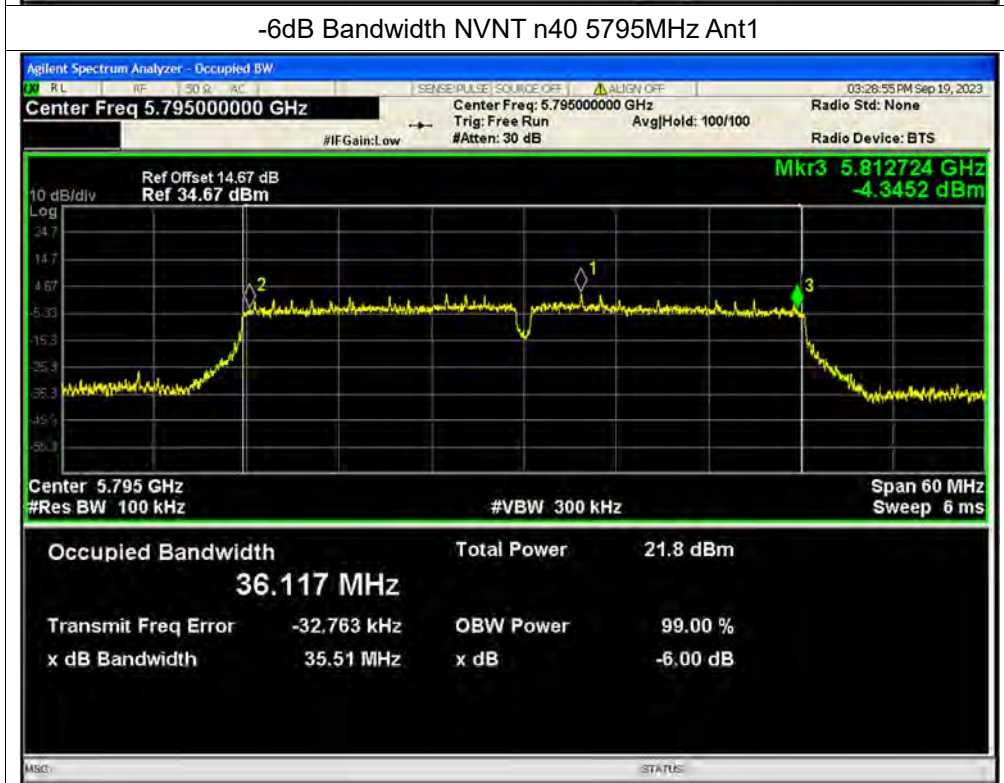 -6dB Bandwidth NVNT n40 5795MHz Ant1
Agilent Spectrum Analyzer - Occupied BW
RL RF 50 Ω AC SENSE:PULSE SOURCE OFF ALIGN OFF 03:28:55 PM Sep 19, 2023
Center Freq 5.795000000 GHz Center Freq: 5.795000000 GHz Radio Std: None
Trig: Free Run Avg|Hold: 100/100
#IFGain:Low #Atten: 30 dB Radio Device: BTS
Ref Offset 14.67 dB Mkr3 5.812724 GHz
10 dB/div Ref 34.67 dBm -4.3452 dBm
Log
24.7
14.7
4.67
-5.33
-15.3
-25.3
-35.3
-45.3
-55.3
1
2
3
Center 5.795 GHz Span 60 MHz
#Res BW 100 kHz #VBW 300 kHz Sweep 6 ms
Occupied Bandwidth Total Power 21.8 dBm
36.117 MHz
Transmit Freq Error -32.763 kHz OBW Power 99.00 %
x dB Bandwidth 35.51 MHz x dB -6.00 dB
MSG STATUS